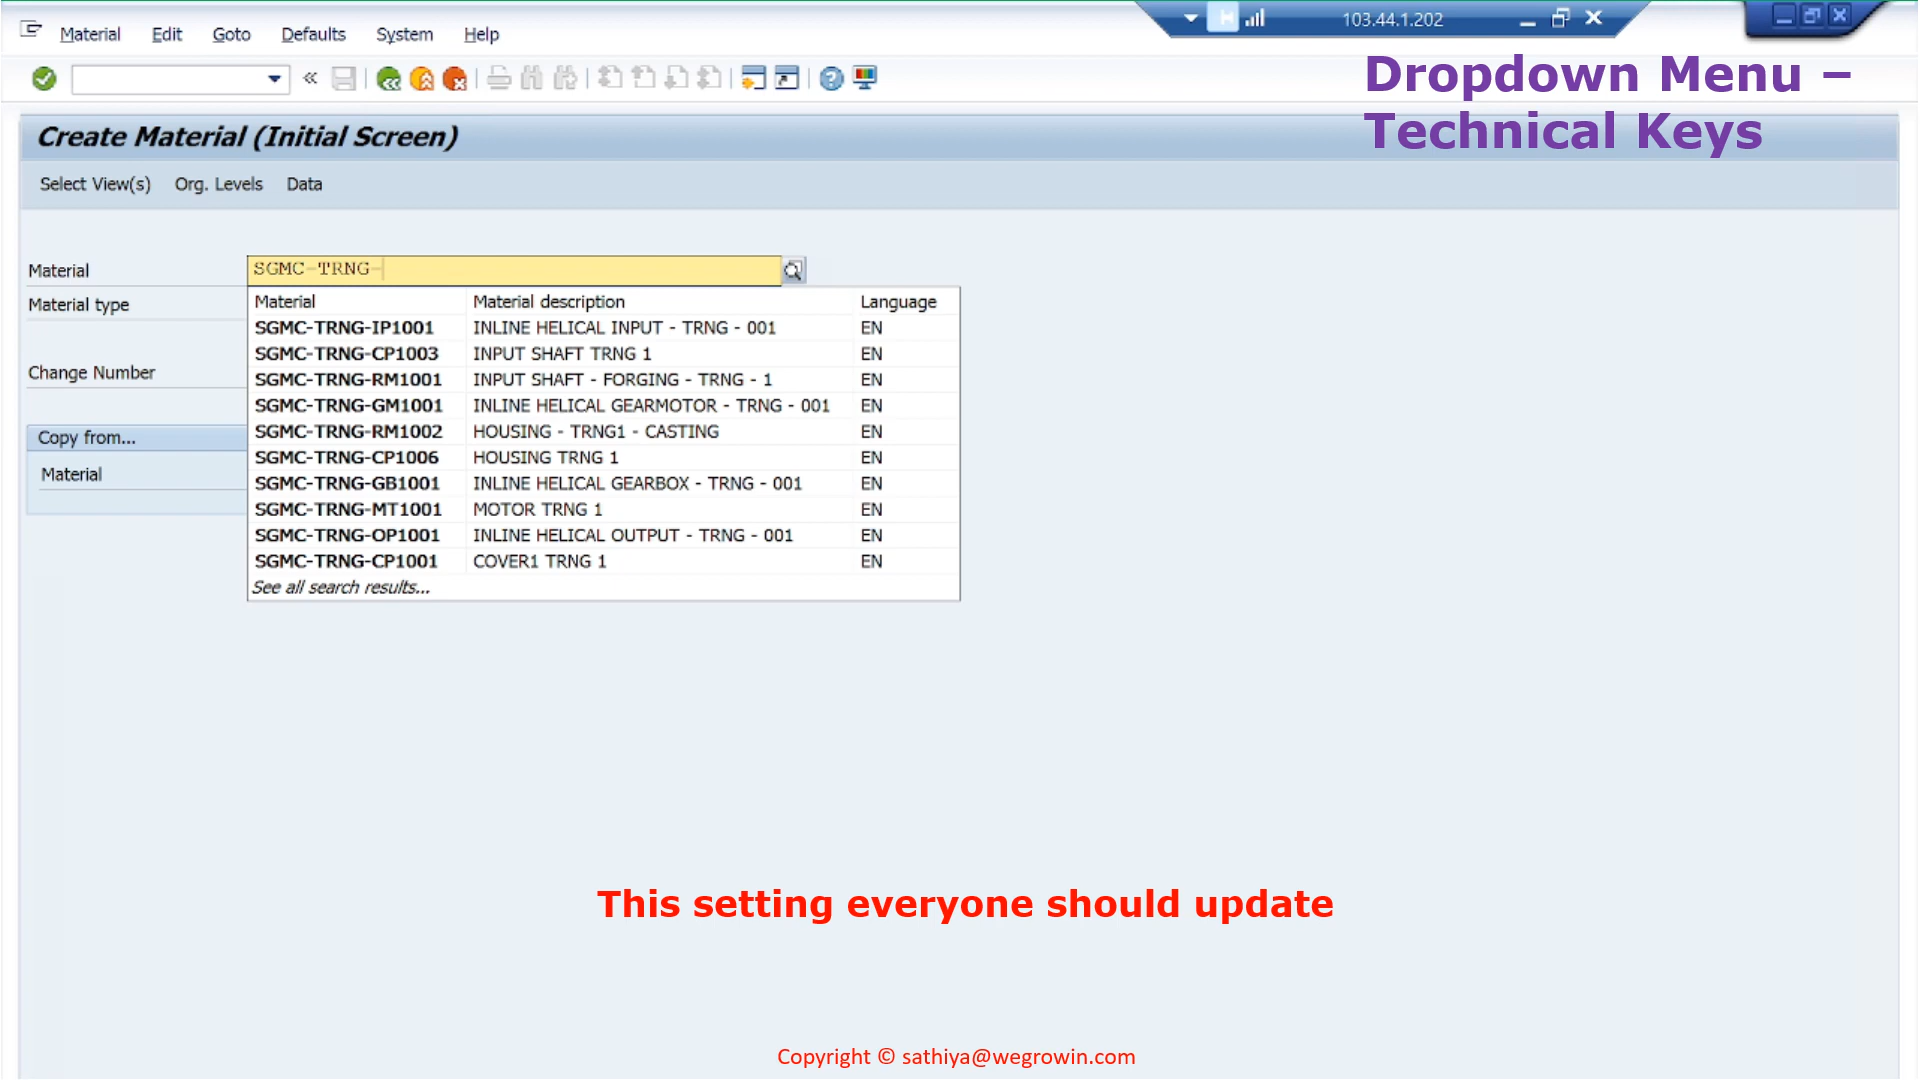 Material Edit Goto Defaults System Help
103.44.1.202
Dropdown Menu –
Technical Keys
Create Material (Initial Screen)
Select View(s) Org. Levels Data
Material SGMC-TRNG-
Material type
Change Number
Copy from...
Material
Material Material description Language
SGMC-TRNG-IP1001 INLINE HELICAL INPUT - TRNG - 001 EN
SGMC-TRNG-CP1003 INPUT SHAFT TRNG 1 EN
SGMC-TRNG-RM1001 INPUT SHAFT - FORGING - TRNG - 1 EN
SGMC-TRNG-GM1001 INLINE HELICAL GEARMOTOR - TRNG - 001 EN
SGMC-TRNG-RM1002 HOUSING - TRNG1 - CASTING EN
SGMC-TRNG-CP1006 HOUSING TRNG 1 EN
SGMC-TRNG-GB1001 INLINE HELICAL GEARBOX - TRNG - 001 EN
SGMC-TRNG-MT1001 MOTOR TRNG 1 EN
SGMC-TRNG-OP1001 INLINE HELICAL OUTPUT - TRNG - 001 EN
SGMC-TRNG-CP1001 COVER1 TRNG 1 EN
See all search results...
This setting everyone should update
Copyright © sathiya@wegrowin.com